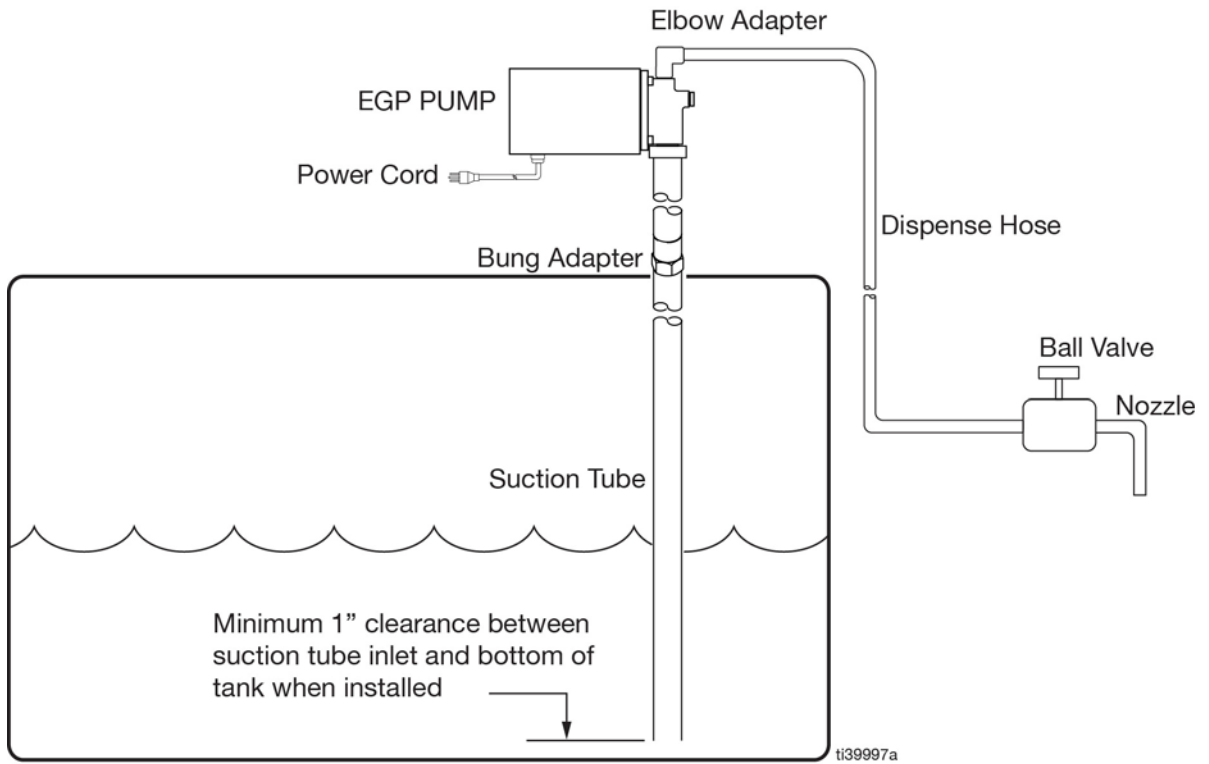 Elbow Adapter
EGP PUMP
Power Cord
Dispense Hose
Bung Adapter
Ball Valve
Nozzle
Suction Tube
Minimum 1” clearance between
suction tube inlet and bottom of
tank when installed
ti39997a